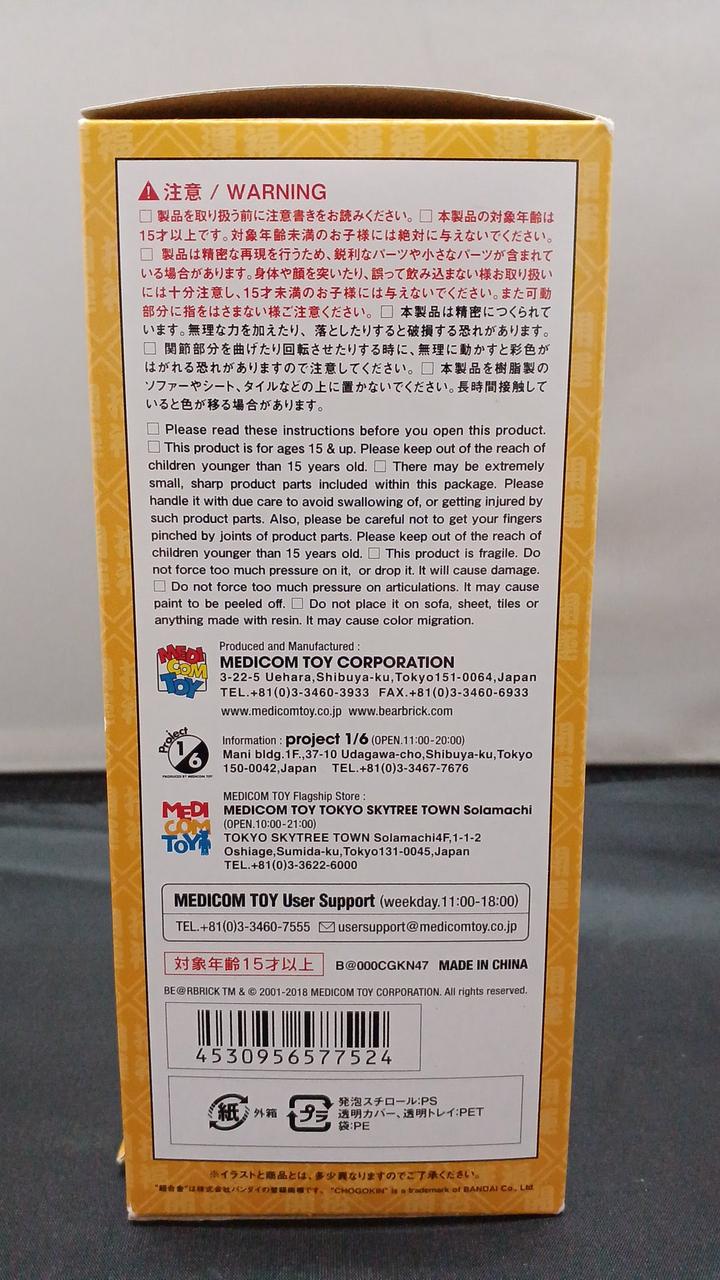 注意 / WARNING
□ 製品を取り扱う前に注意書きをお読みください。 □ 本製品の対象年齢は
15才以上です。対象年齢未満のお子様には絶対に与えないでください。
□ 製品は精密な再現を行うため、鋭利なパーツや小さなパーツが含まれて
いる場合があります。身体や顔を突いたり、誤って飲み込まない様お取り扱い
には十分注意し、15才未満のお子様には与えないでください。また可動
部分に指をはさまない様ご注意ください。 □ 本製品は精密につくられて
います。無理な力を加えたり、落としたりすると破損する恐れがあります。
□ 関節部分を曲げたり回転させたりする時に、無理に動かすと彩色が
はがれる恐れがありますので注意してください。 □ 本製品を樹脂製の
ソファーやシート、タイルなどの上に置かないでください。長時間接触して
いると色が移る場合があります。
□ Please read these instructions before you open this product.
□ This product is for ages 15 & up. Please keep out of the reach of
children younger than 15 years old. □ There may be extremely
small, sharp product parts included within this package. Please
handle it with due care to avoid swallowing of, or getting injured by
such product parts. Also, please be careful not to get your fingers
pinched by joints of product parts. Please keep out of the reach of
children younger than 15 years old. □ This product is fragile. Do
not force too much pressure on it, or drop it. It will cause damage.
□ Do not force too much pressure on articulations. It may cause
paint to be peeled off. □ Do not place it on sofa, sheet, tiles or
anything made with resin. It may cause color migration.
MEDI
COM
TOY
Produced and Manufactured :
MEDICOM TOY CORPORATION
3-22-5 Uehara,Shibuya-ku,Tokyo151-0064,Japan
TEL.+81(0)3-3460-3933 FAX.+81(0)3-3460-6933
www.medicomtoy.co.jp www.bearbrick.com
Project
1/6
PRODUCED BY MEDICOM TOY
Information : project 1/6 (OPEN.11:00-20:00)
Mani bldg.1F.,37-10 Udagawa-cho,Shibuya-ku,Tokyo
150-0042,Japan TEL.+81(0)3-3467-7676
MEDI
COM
TOY
MEDICOM TOY Flagship Store :
MEDICOM TOY TOKYO SKYTREE TOWN Solamachi
(OPEN.10:00-21:00)
TOKYO SKYTREE TOWN Solamachi4F,1-1-2
Oshiage,Sumida-ku,Tokyo131-0045,Japan
TEL.+81(0)3-3622-6000
MEDICOM TOY User Support (weekday.11:00-18:00)
TEL.+81(0)3-3460-7555 usersupport@medicomtoy.co.jp
対象年齢15才以上 B@000CGKN47 MADE IN CHINA
BE@RBRICK TM & © 2001-2018 MEDICOM TOY CORPORATION. All rights reserved.
4530956577524
紙 外箱 プラ 発泡スチロール:PS
透明カバー、透明トレイ:PET
袋:PE
※イラストと商品とは、多少異なりますのでご了承ください。
"超合金"は株式会社バンダイの登録商標です。 "CHOGOKIN" is a trademark of BANDAI Co., Ltd.